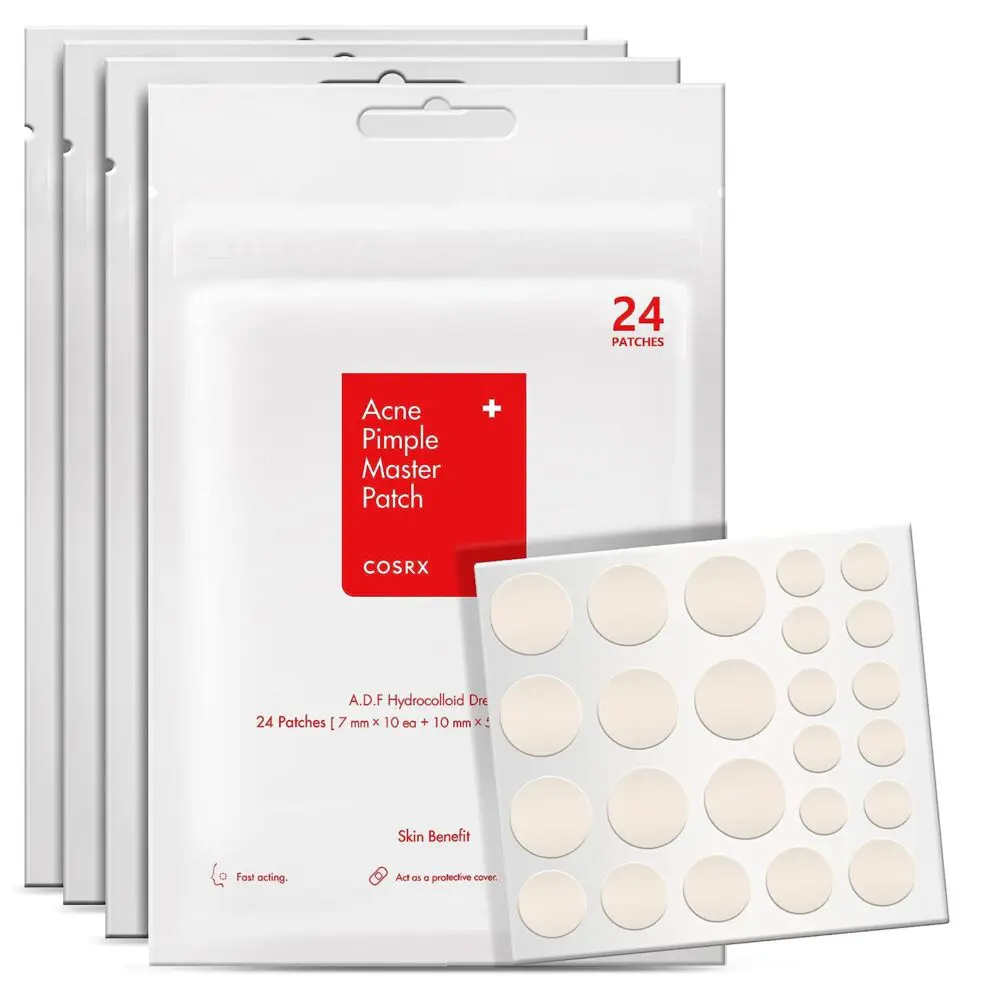 24
PATCHES
Acne
Pimple
Master
Patch
COSRX
A.D.F Hydrocolloid
24 Patches [ 7 mm × 10 ea + 10 mm ×
Skin Benefit
Fast acting.
Act as a protective cover.